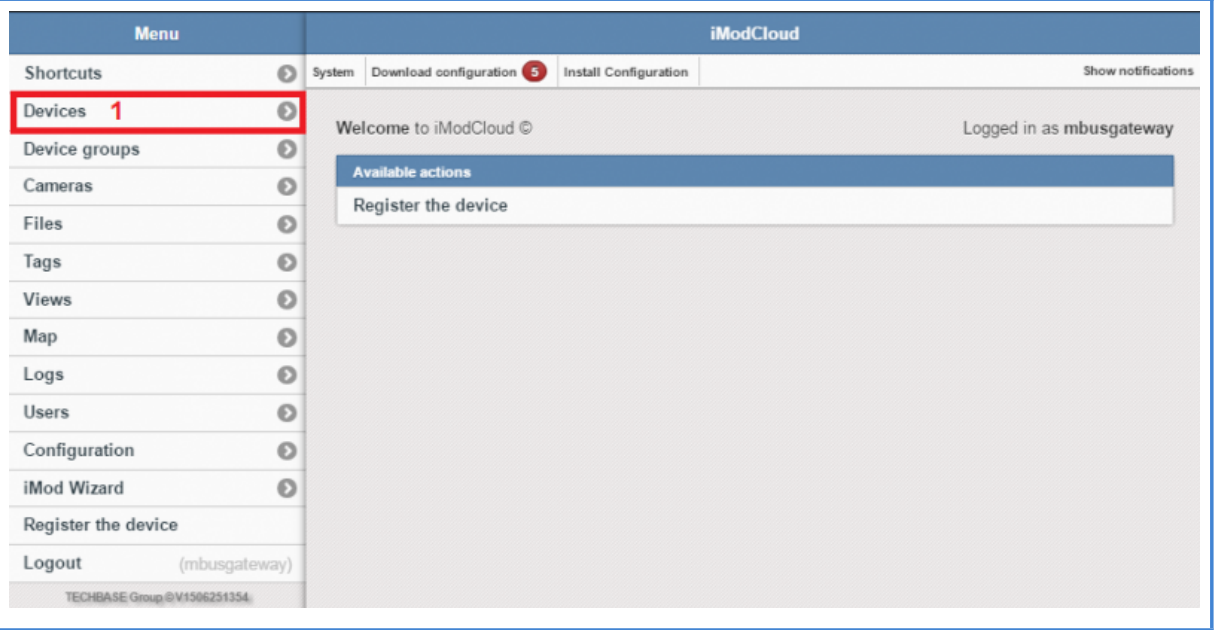 Menu
iModCloud
Shortcuts
System Download configuration 5 Install Configuration Show notifications
Devices 1
Welcome to iModCloud © Logged in as mbusgateway
Device groups
Available actions
Cameras
Register the device
Files
Tags
Views
Map
Logs
Users
Configuration
iMod Wizard
Register the device
Logout (mbusgateway)
TECHBASE Group © V1506251354